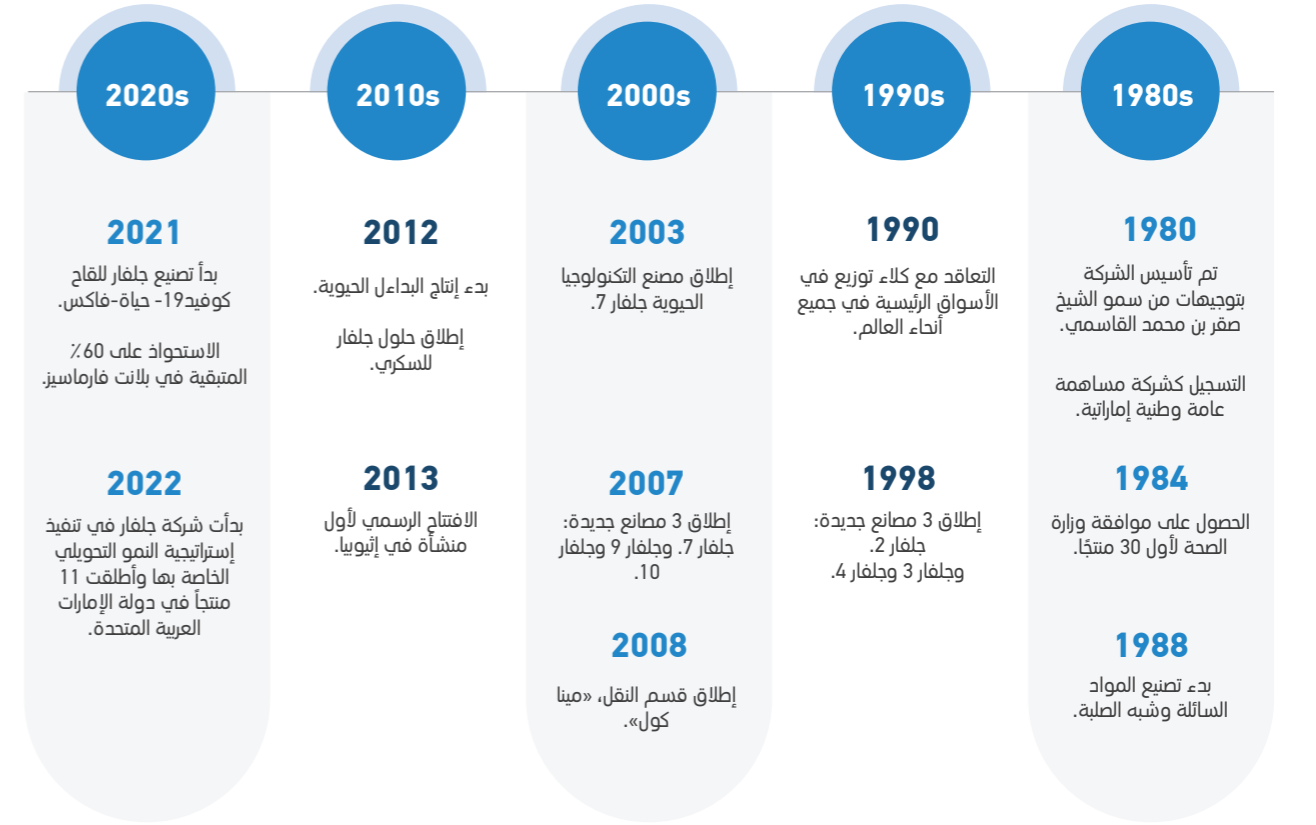 1980s
1980
تم تأسيس الشركة
بتوجيهات من سمو الشيخ
صقر بن محمد القاسمي.
التسجيل كشركة مساهمة
عامة وطنية إماراتية.
1984
الحصول على موافقة وزارة
الصحة لأول 30 منتجًا.
1988
بدء تصنيع المواد
السائلة وشبه الصلبة.
1990s
1990
التعاقد مع كلاء توزيع في
الأسواق الرئيسية في جميع
أنحاء العالم.
1998
إطلاق 3 مصانع جديدة:
جلفار 2.
وجلفار 3 وجلفار 4.
2000s
2003
إطلاق مصنع التكنولوجيا
الحيوية جلفار 7.
2007
إطلاق 3 مصانع جديدة:
جلفار 7. وجلفار 9 وجلفار
10.
2008
إطلاق قسم النقل، «مينا
كول».
2010s
2012
بدء إنتاج البداءل الحيوية.
إطلاق حلول جلفار
للسكري.
2013
الافتتاح الرسمي لأول
منشأة في إثيوبيا.
2020s
2021
بدأ تصنيع جلفار للقاح
كوفيد19- حياة-فاكس.
الاستحواذ على 60٪
المتبقية في بلانت فارماسيز.
2022
بدأت شركة جلفار في تنفيذ
إستراتيجية النمو التحويلي
الخاصة بها وأطلقت 11
منتجاً في دولة الإمارات
العربية المتحدة.